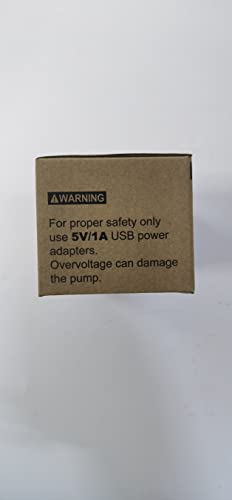 ⚠WARNING
For proper safety only
use 5V/1A USB power
adapters.
Overvoltage can damage
the pump.